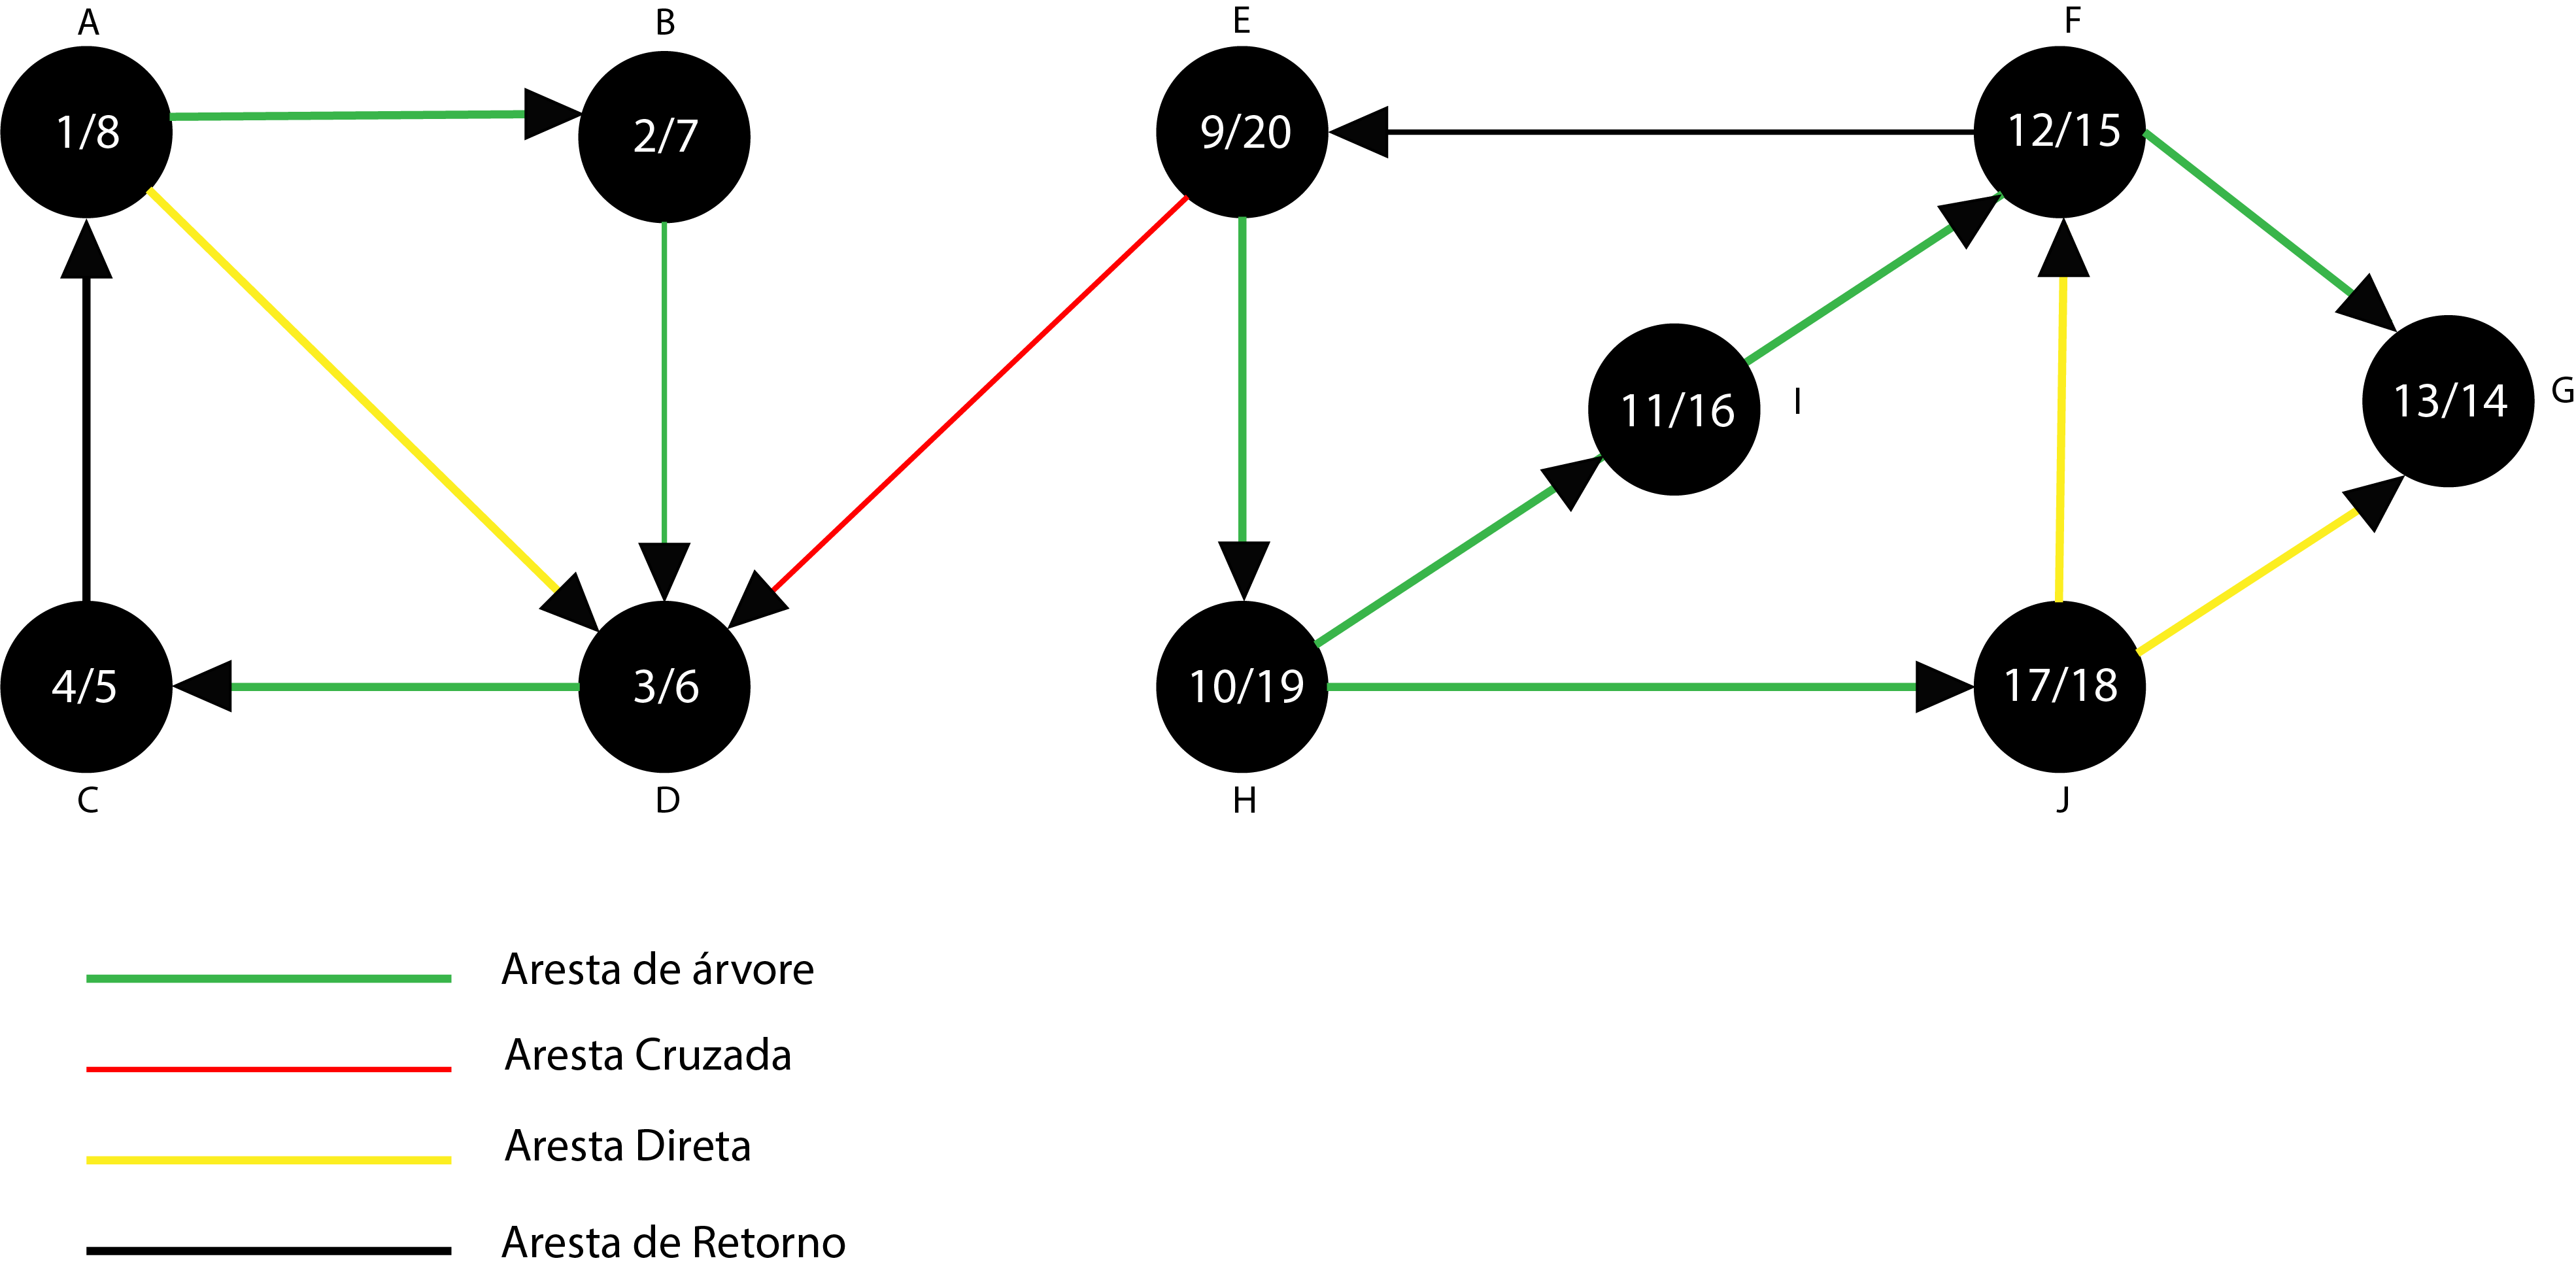 A
B
E
F
1/8
2/7
9/20
12/15
11/16
I
13/14
G
4/5
3/6
10/19
17/18
C
D
H
J
Aresta de árvore
Aresta Cruzada
Aresta Direta
Aresta de Retorno